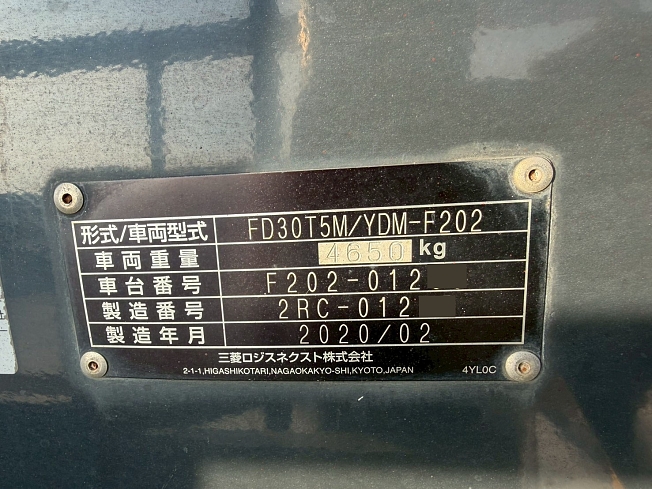 形式/車両型式 FD30T5M/YDM-F202
車両重量 4650 kg
車台番号 F202-012
製造番号 2RC-012
製造年月 2020/02
三菱ロジスネクスト株式会社
2-1-1,HIGASHIKOTARI,NAGAOKAKYO-SHI,KYOTO,JAPAN 4YL0C